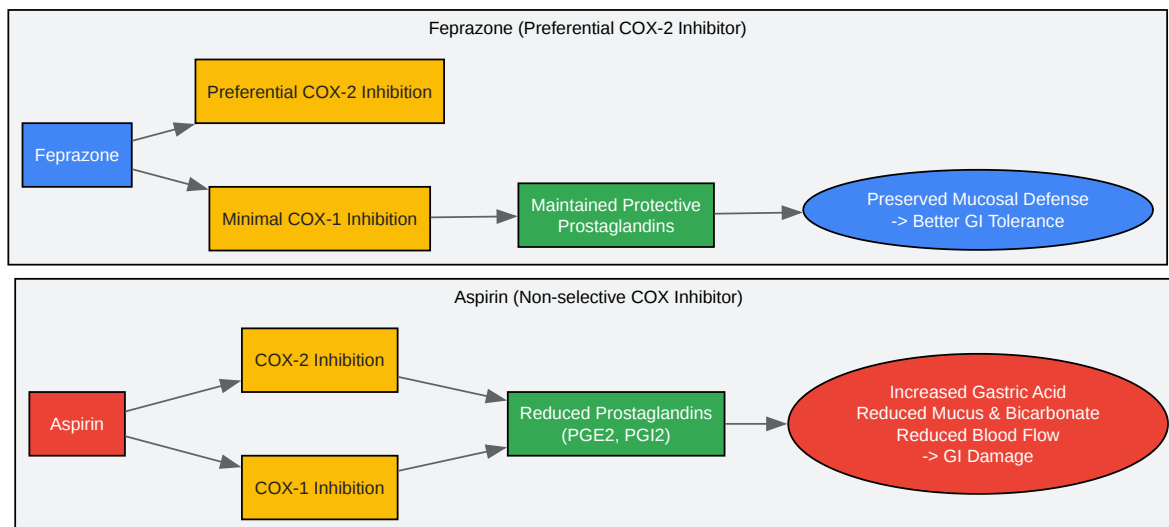 Feprazone (Preferential COX-2 Inhibitor)
Preferential COX-2 Inhibition
Feprazone
Minimal COX-1 Inhibition
Maintained Protective
Prostaglandins
Preserved Mucosal Defense
-> Better GI Tolerance
Aspirin (Non-selective COX Inhibitor)
COX-2 Inhibition
Aspirin
COX-1 Inhibition
Reduced Prostaglandins
(PGE2, PGI2)
Increased Gastric Acid
Reduced Mucus & Bicarbonate
Reduced Blood Flow
-> GI Damage